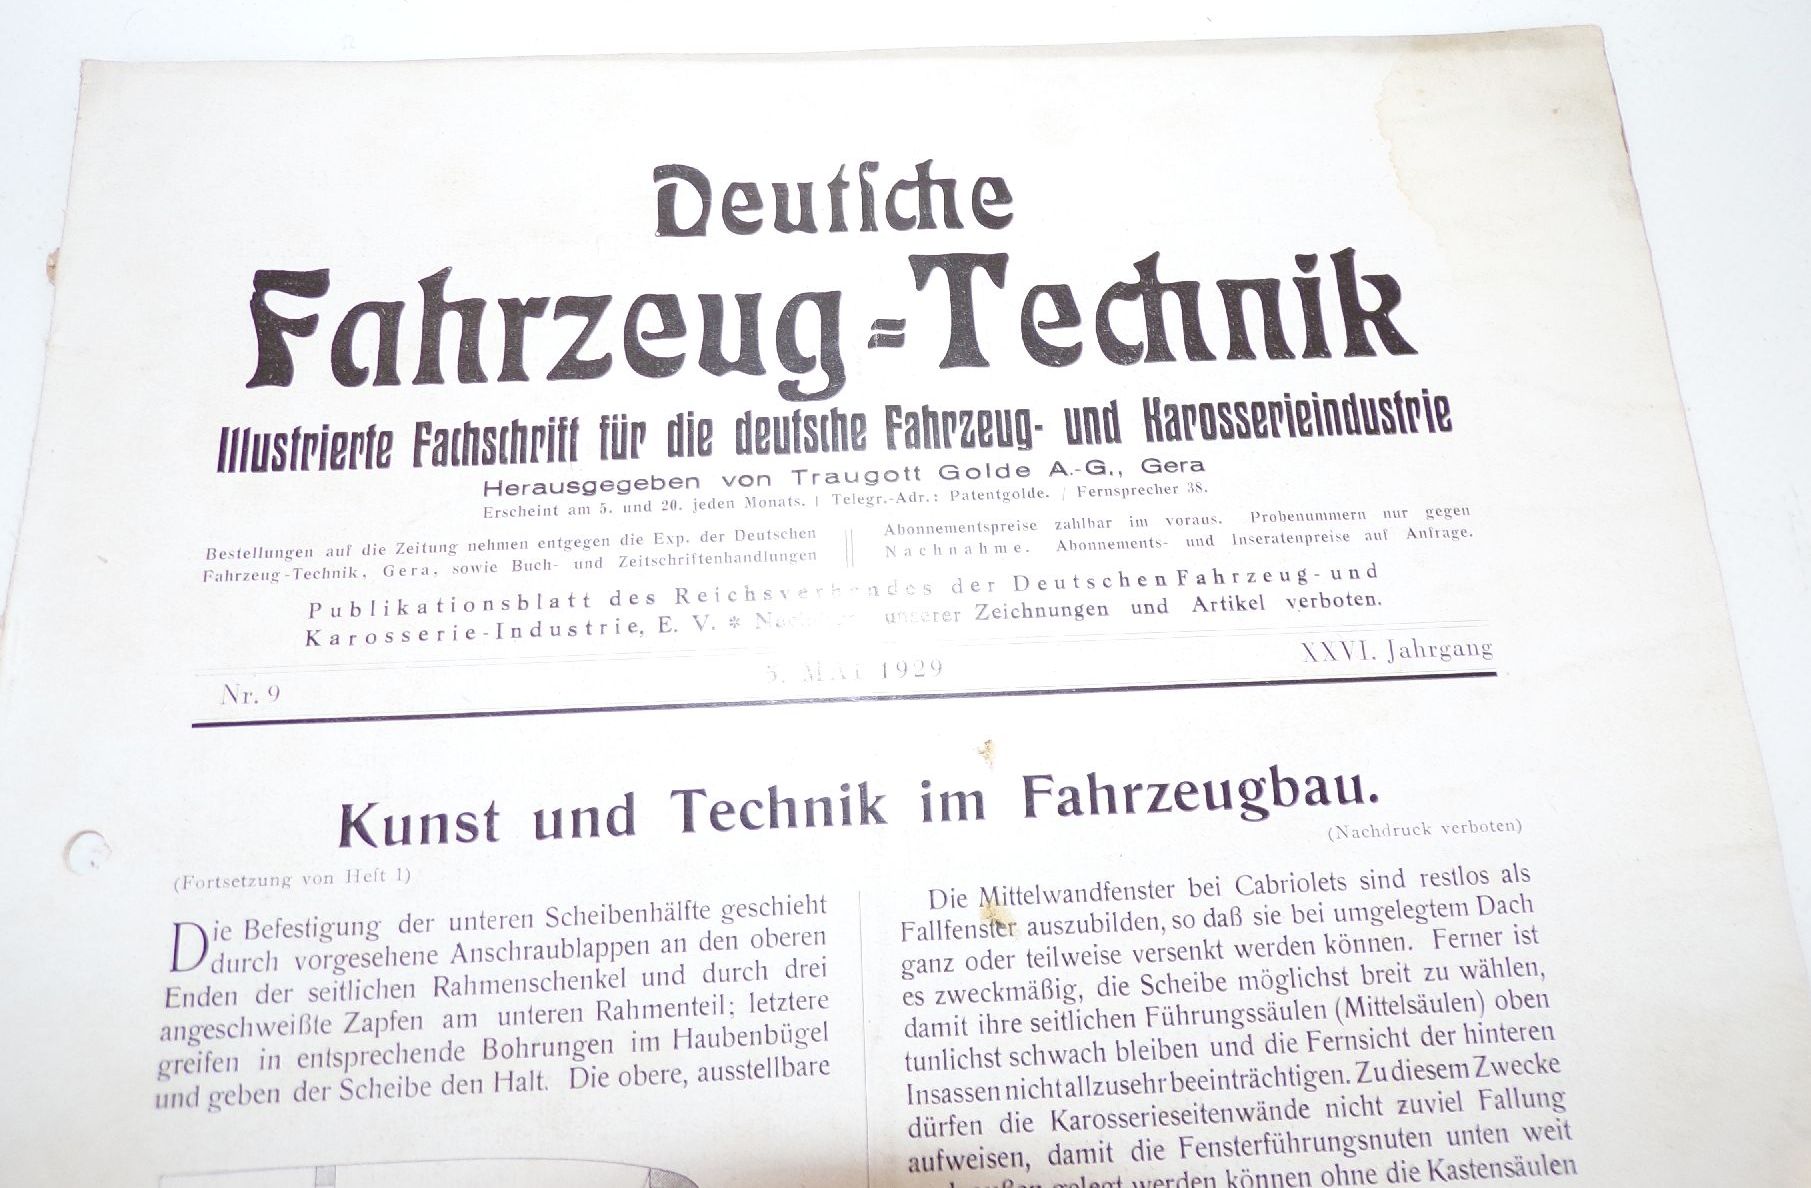 Deutsche
Fahrzeug-Technik
Illustrierte Fachschrift für die deutsche Fahrzeug- und Karosserieindustrie
Herausgegeben von Traugott Golde A.-G., Gera
Erscheint am 5. und 20. jeden Monats. / Telegr.-Adr.: Patentgolde. / Fernsprecher 38.
Bestellungen auf die Zeitung nehmen entgegen die Exp. der Deutschen
Fahrzeug-Technik, Gera, sowie Buch- und Zeitschriftenhandlungen
Abonnementspreise zahlbar im voraus. Probenummern nur gegen
Nachnahme. Abonnements- und Inseratenpreise auf Anfrage.
Publikationsblatt des Reichsverbandes der Deutschen Fahrzeug- und
Karosserie-Industrie, E. V. * unserer Zeichnungen und Artikel verboten.
Nr. 9
5. MAI 1929
XXVI. Jahrgang
Kunst und Technik im Fahrzeugbau.
(Nachdruck verboten)
(Fortsetzung von Heft 1)
Die Befestigung der unteren Scheibenhälfte geschieht
durch vorgesehene Anschraublappen an den oberen
Enden der seitlichen Rahmenschenkel und durch drei
angeschweißte Zapfen am unteren Rahmenteil; letztere
greifen in entsprechende Bohrungen im Haubenbügel
und geben der Scheibe den Halt. Die obere, ausstellbare
Die Mittelwandfenster bei Cabriolets sind restlos als
Fallfenster auszubilden, so daß sie bei umgelegtem Dach
ganz oder teilweise versenkt werden können. Ferner ist
es zweckmäßig, die Scheibe möglichst breit zu wählen,
damit ihre seitlichen Führungssäulen (Mittelsäulen) oben
tunlichst schwach bleiben und die Fernsicht der hinteren
Insassen nicht allzusehr beeinträchtigen. Zu diesem Zwecke
dürfen die Karosserieseitenwände nicht zuviel Fallung
aufweisen, damit die Fensterführungsnuten unten weit
gelegt werden können ohne die Kastensäulen